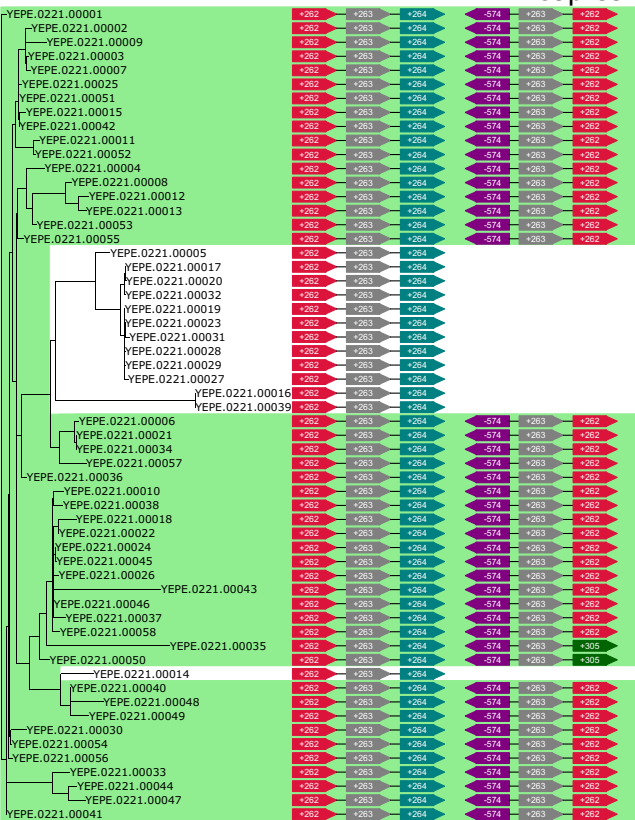 YEPE.0221.00001 +262 +263 +264 -574 +263 +262
YEPE.0221.00002 +262 +263 +264 -574 +263 +262
YEPE.0221.00009 +262 +263 +264 -574 +263 +262
YEPE.0221.00003 +262 +263 +264 -574 +263 +262
YEPE.0221.00007 +262 +263 +264 -574 +263 +262
YEPE.0221.00025 +262 +263 +264 -574 +263 +262
YEPE.0221.00051 +262 +263 +264 -574 +263 +262
YEPE.0221.00015 +262 +263 +264 -574 +263 +262
YEPE.0221.00042 +262 +263 +264 -574 +263 +262
YEPE.0221.00011 +262 +263 +264 -574 +263 +262
YEPE.0221.00052 +262 +263 +264 -574 +263 +262
YEPE.0221.00004 +262 +263 +264 -574 +263 +262
YEPE.0221.00008 +262 +263 +264 -574 +263 +262
YEPE.0221.00012 +262 +263 +264 -574 +263 +262
YEPE.0221.00013 +262 +263 +264 -574 +263 +262
YEPE.0221.00053 +262 +263 +264 -574 +263 +262
YEPE.0221.00055 +262 +263 +264 -574 +263 +262
YEPE.0221.00005 +262 +263 +264
YEPE.0221.00017 +262 +263 +264
YEPE.0221.00020 +262 +263 +264
YEPE.0221.00032 +262 +263 +264
YEPE.0221.00019 +262 +263 +264
YEPE.0221.00023 +262 +263 +264
YEPE.0221.00031 +262 +263 +264
YEPE.0221.00028 +262 +263 +264
YEPE.0221.00029 +262 +263 +264
YEPE.0221.00027 +262 +263 +264
YEPE.0221.00016 +262 +263 +264
YEPE.0221.00039 +262 +263 +264
YEPE.0221.00006 +262 +263 +264 -574 +263 +262
YEPE.0221.00021 +262 +263 +264 -574 +263 +262
YEPE.0221.00034 +262 +263 +264 -574 +263 +262
YEPE.0221.00057 +262 +263 +264 -574 +263 +262
YEPE.0221.00036 +262 +263 +264 -574 +263 +262
YEPE.0221.00010 +262 +263 +264 -574 +263 +262
YEPE.0221.00038 +262 +263 +264 -574 +263 +262
YEPE.0221.00018 +262 +263 +264 -574 +263 +262
YEPE.0221.00022 +262 +263 +264 -574 +263 +262
YEPE.0221.00024 +262 +263 +264 -574 +263 +262
YEPE.0221.00045 +262 +263 +264 -574 +263 +262
YEPE.0221.00026 +262 +263 +264 -574 +263 +262
YEPE.0221.00043 +262 +263 +264 -574 +263 +262
YEPE.0221.00046 +262 +263 +264 -574 +263 +262
YEPE.0221.00037 +262 +263 +264 -574 +263 +262
YEPE.0221.00058 +262 +263 +264 -574 +263 +262
YEPE.0221.00035 +262 +263 +264 -574 +263 +305
YEPE.0221.00050 +262 +263 +264 -574 +263 +305
YEPE.0221.00014 +262 +263 +264
YEPE.0221.00040 +262 +263 +264 -574 +263 +262
YEPE.0221.00048 +262 +263 +264 -574 +263 +262
YEPE.0221.00049 +262 +263 +264 -574 +263 +262
YEPE.0221.00030 +262 +263 +264 -574 +263 +262
YEPE.0221.00054 +262 +263 +264 -574 +263 +262
YEPE.0221.00056 +262 +263 +264 -574 +263 +262
YEPE.0221.00033 +262 +263 +264 -574 +263 +262
YEPE.0221.00044 +262 +263 +264 -574 +263 +262
YEPE.0221.00047 +262 +263 +264 -574 +263 +262
YEPE.0221.00041 +262 +263 +264 -574 +263 +262